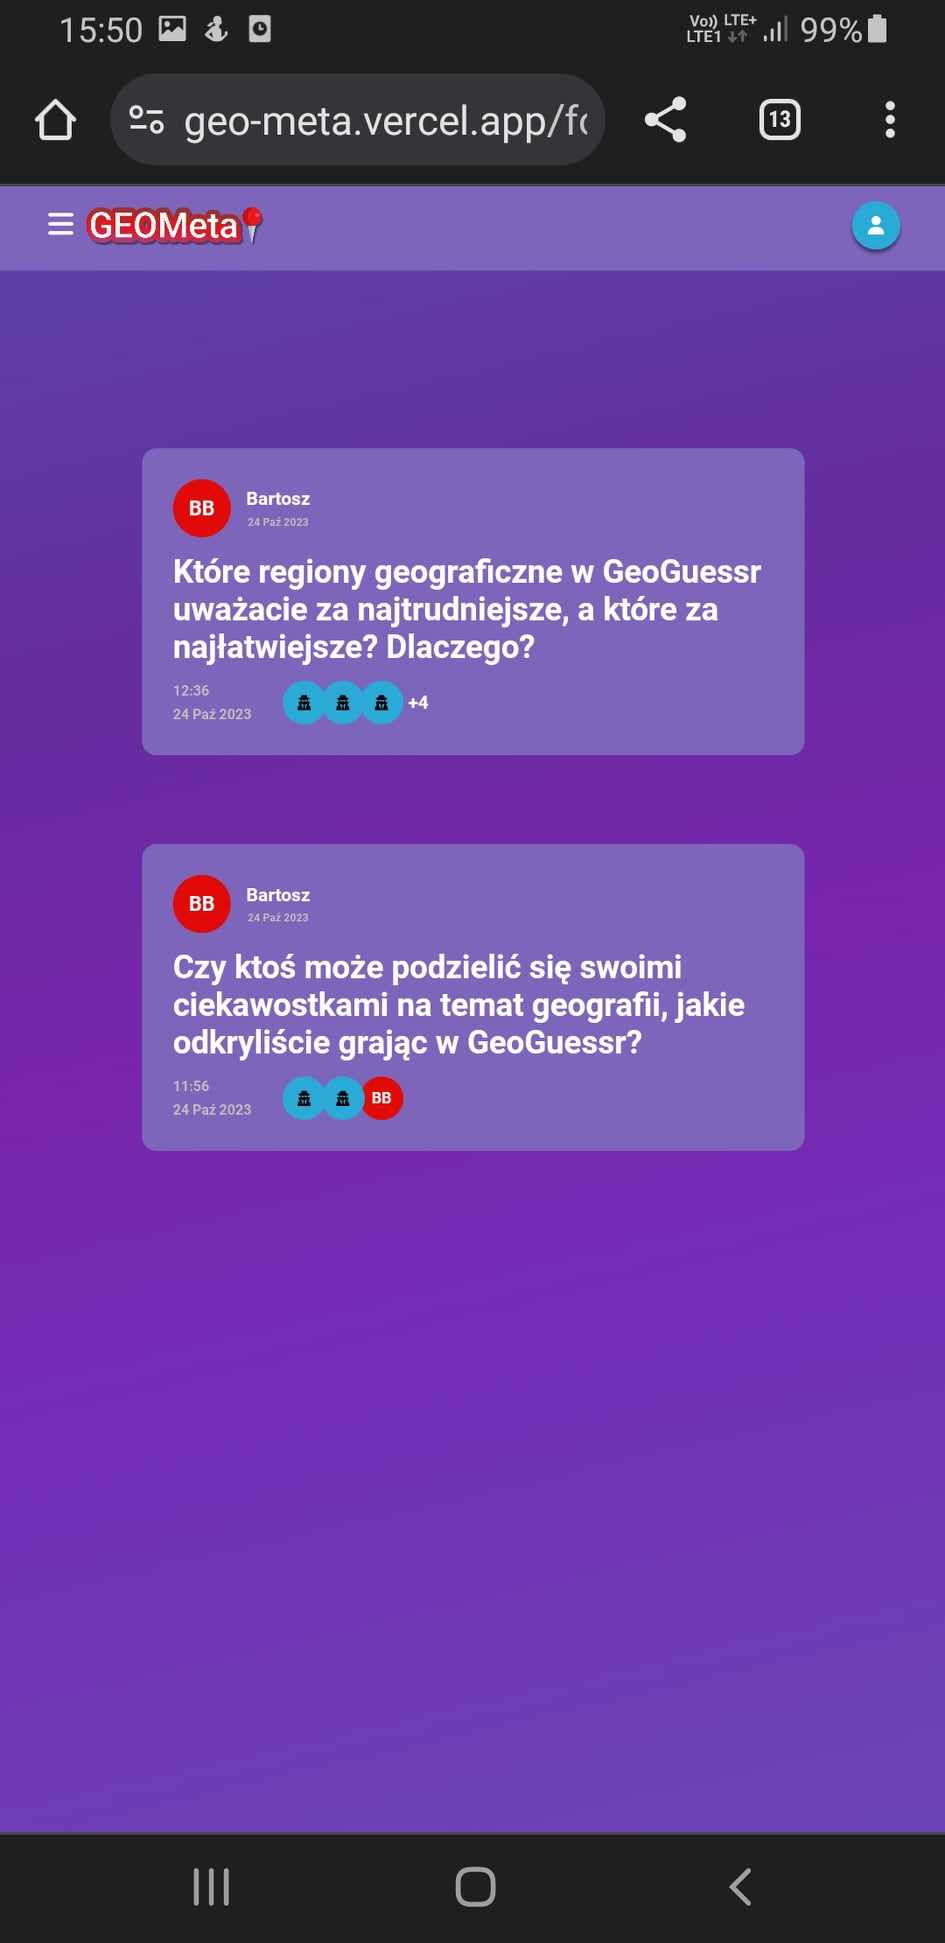 15:50
Vo)) LTE+
LTE1
99%
geo-meta.vercel.app/fo
13
GEOMeta
BB
Bartosz
24 Paź 2023
Które regiony geograficzne w GeoGuessr
uważacie za najtrudniejsze, a które za
najłatwiejsze? Dlaczego?
12:36
24 Paź 2023
+4
BB
Bartosz
24 Paź 2023
Czy ktoś może podzielić się swoimi
ciekawostkami na temat geografii, jakie
odkryliście grając w GeoGuessr?
11:56
24 Paź 2023
BB